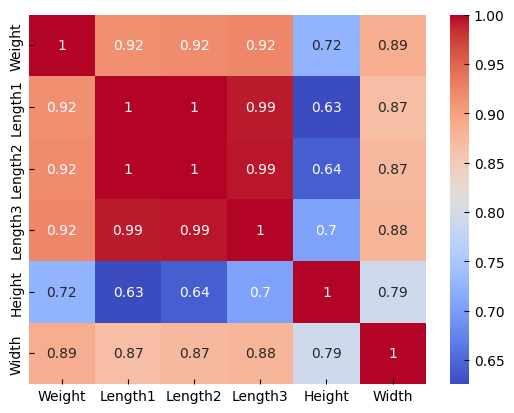 Weight 1 0.92 0.92 0.92 0.72 0.89
Length1 0.92 1 1 0.99 0.63 0.87
Length2 0.92 1 1 0.99 0.64 0.87
Length3 0.92 0.99 0.99 1 0.7 0.88
Height 0.72 0.63 0.64 0.7 1 0.79
Width 0.89 0.87 0.87 0.88 0.79 1
Weight Length1 Length2 Length3 Height Width
1.00
0.95
0.90
0.85
0.80
0.75
0.70
0.65